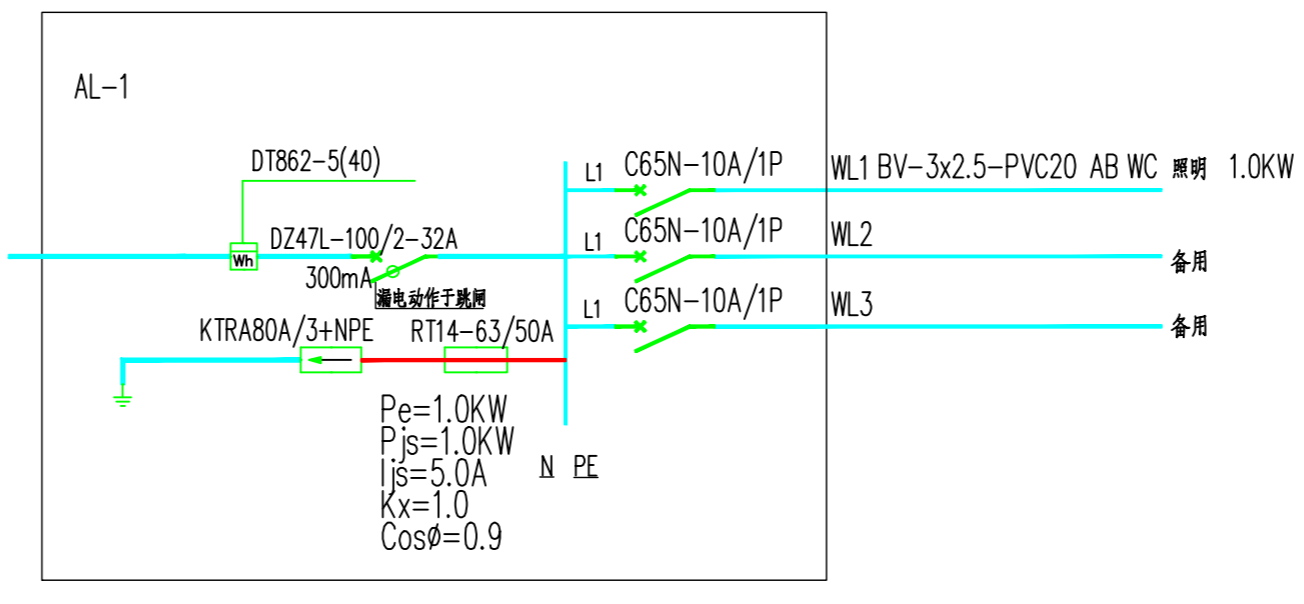 AL-1
DT862-5(40)
Wh
DZ47L-100/2-32A
300mA
漏电动作于跳闸
KTRA80A/3+NPE
RT14-63/50A
Pe=1.0KW
Pjs=1.0KW
Ijs=5.0A
Kx=1.0
CosØ=0.9
N PE
L1 C65N-10A/1P WL1 BV-3x2.5-PVC20 AB WC 照明 1.0KW
L1 C65N-10A/1P WL2 备用
L1 C65N-10A/1P WL3 备用